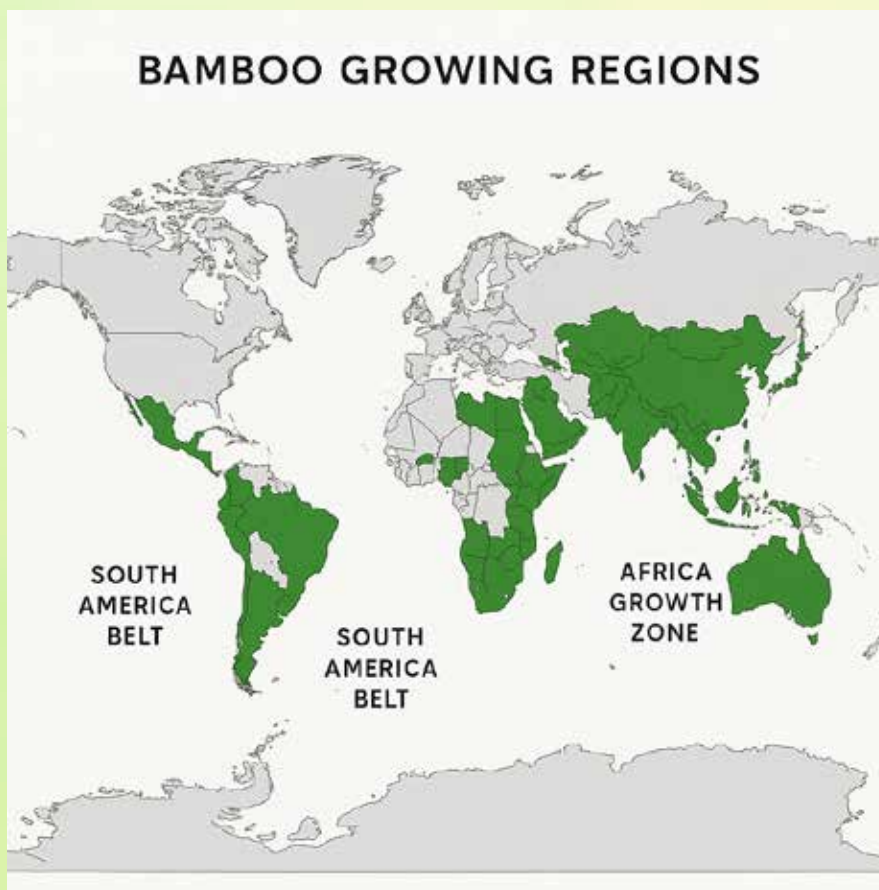 BAMBOO GROWING REGIONS
SOUTH
AMERICA
BELT
SOUTH
AMERICA
BELT
AFRICA
GROWTH
ZONE